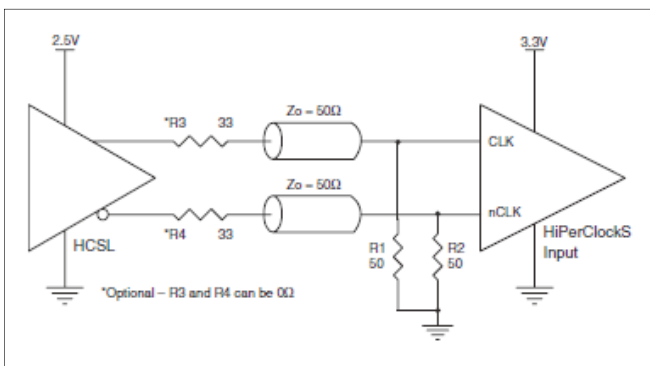 2.5V
3.3V
*R3 33
Zo = 50Ω
CLK
Zo = 50Ω
nCLK
*R4 33
HCSL
R1
50
R2
50
HiPerClockS
Input
*Optional – R3 and R4 can be 0Ω